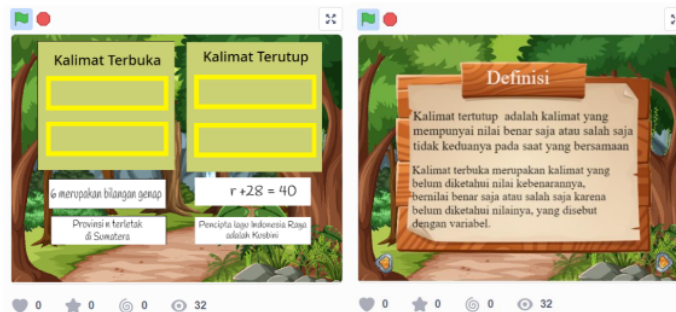 Kalimat Terbuka
Kalimat Terutup
6 merupakan bilangan genap
r +28 = 40
Provinsi n terletak
di Sumatera
Pencipta lagu Indonesia Raya
adalah Kusbini
0
0
0
32
Definisi
Kalimat tertutup adalah kalimat yang
mempunyai nilai benar saja atau salah saja
tidak keduanya pada saat yang bersamaan
Kalimat terbuka merupakan kalimat yang
belum diketahui nilai kebenarannya,
bernilai benar saja atau salah saja karena
belum diketahui nilainya, yang disebut
dengan variabel.
0
0
0
32